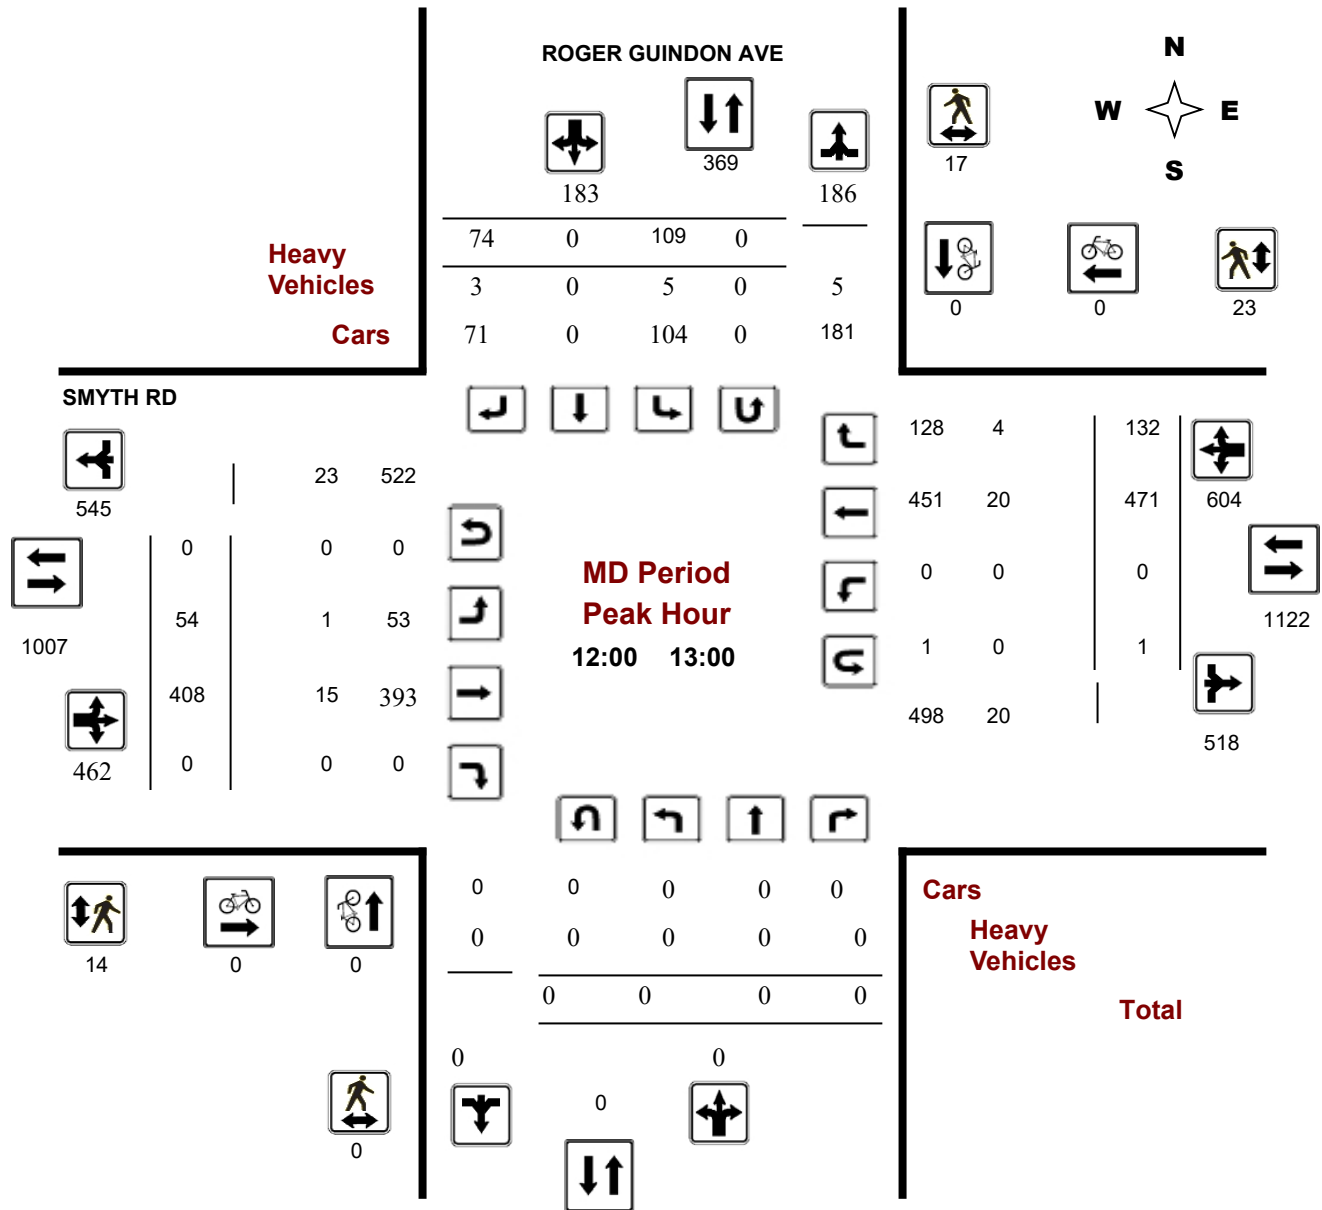 ROGER GUINDON AVE
N
W E
S
369
17
183 186
74 0 109 0
Heavy
Vehicles
3 0 5 0 5
0 0 23
Cars
71 0 104 0 181
SMYTH RD
128 4 132
23 522
545
451 20 471 604
0 0 0
MD Period
Peak Hour
12:00 13:00
0 0 0
1122
54 1 53
1007
1 0 1
408 15 393
498 20
518
462 0 0 0
0 0 0 0 0
Cars
0 0 0 0 0
Heavy
Vehicles
14 0 0
0 0 0 0
Total
0 0
0
0